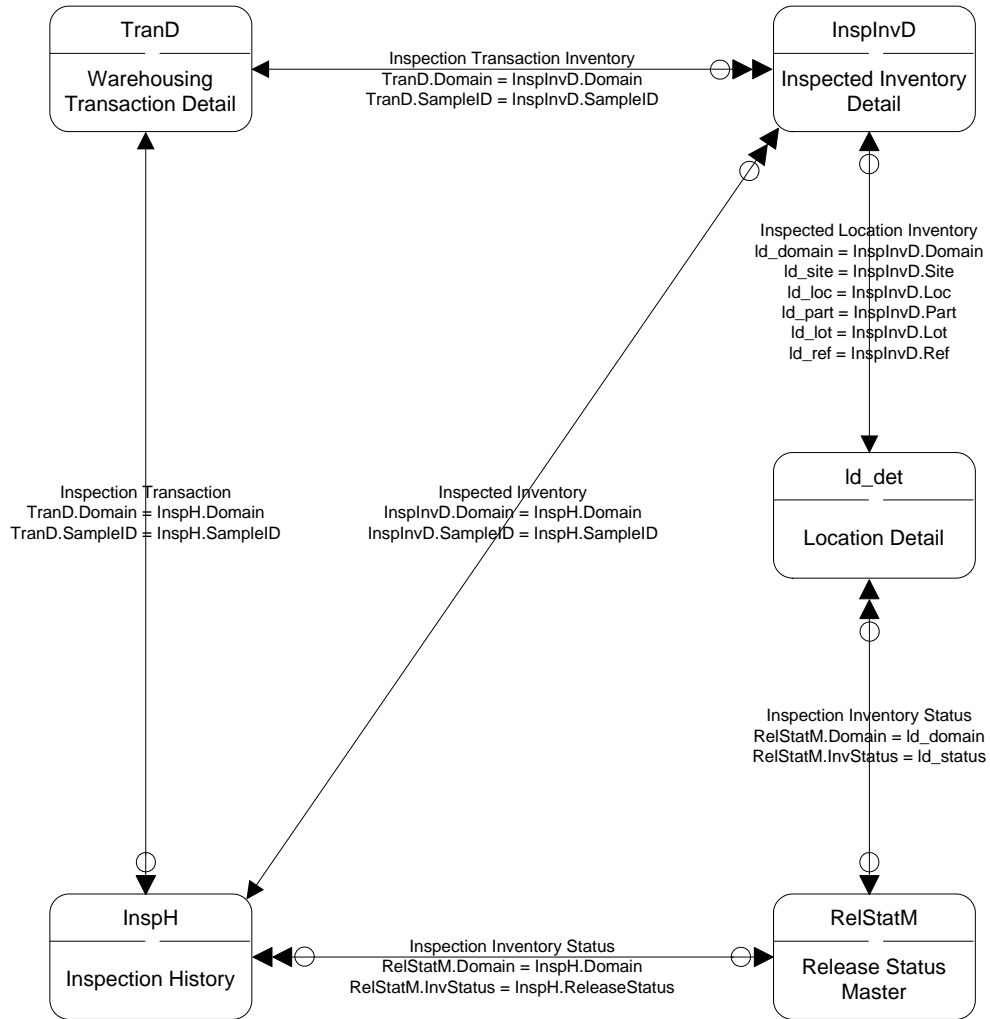 TranD
Warehousing
Transaction Detail
Inspection Transaction Inventory
TranD.Domain = InspInvD.Domain
TranD.SampleID = InspInvD.SampleID
InspInvD
Inspected Inventory
Detail
Inspected Location Inventory
ld_domain = InspInvD.Domain
ld_site = InspInvD.Site
ld_loc = InspInvD.Loc
ld_part = InspInvD.Part
ld_lot = InspInvD.Lot
ld_ref = InspInvD.Ref
ld_det
Location Detail
Inspection Transaction
TranD.Domain = InspH.Domain
TranD.SampleID = InspH.SampleID
Inspected Inventory
InspInvD.Domain = InspH.Domain
InspInvD.SampleID = InspH.SampleID
Inspection Inventory Status
RelStatM.Domain = ld_domain
RelStatM.InvStatus = ld_status
InspH
Inspection History
Inspection Inventory Status
RelStatM.Domain = InspH.Domain
RelStatM.InvStatus = InspH.ReleaseStatus
RelStatM
Release Status
Master